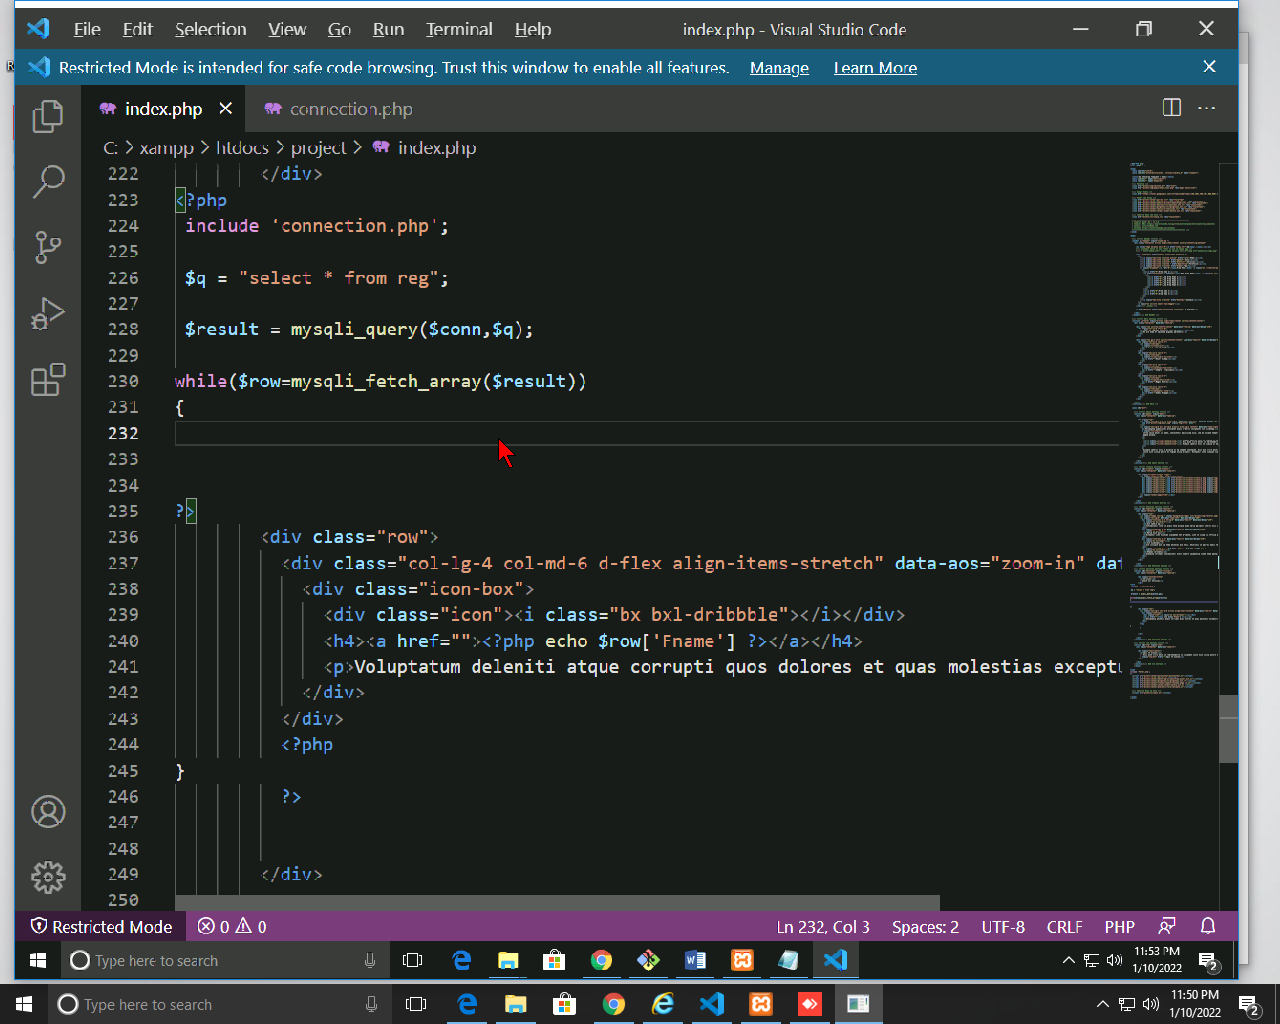 File Edit Selection View Go Run Terminal Help index.php - Visual Studio Code
Restricted Mode is intended for safe code browsing. Trust this window to enable all features. Manage Learn More
index.php connection.php
C: > xampp > htdocs > project > index.php
222 </div>
223 <?php
224 include 'connection.php';
225
226 $q = "select * from reg";
227
228 $result = mysqli_query($conn,$q);
229
230 while($row=mysqli_fetch_array($result))
231 {
232
233
234
235 ?>
236 <div class="row">
237 <div class="col-lg-4 col-md-6 d-flex align-items-stretch" data-aos="zoom-in"
238 <div class="icon-box">
239 <div class="icon"><i class="bx bxl-dribbble"></i></div>
240 <h4><a href=""><?php echo $row['Fname'] ?></a></h4>
241 <p>Voluptatum deleniti atque corrupti quos dolores et quas molestias
242 </div>
243 </div>
244 <?php
245 }
246 ?>
247
248
249 </div>
250
Restricted Mode 0 0 Ln 232, Col 3 Spaces: 2 UTF-8 CRLF PHP
Type here to search 11:53 PM
1/10/2022 2
Type here to search 11:50 PM
1/10/2022 2